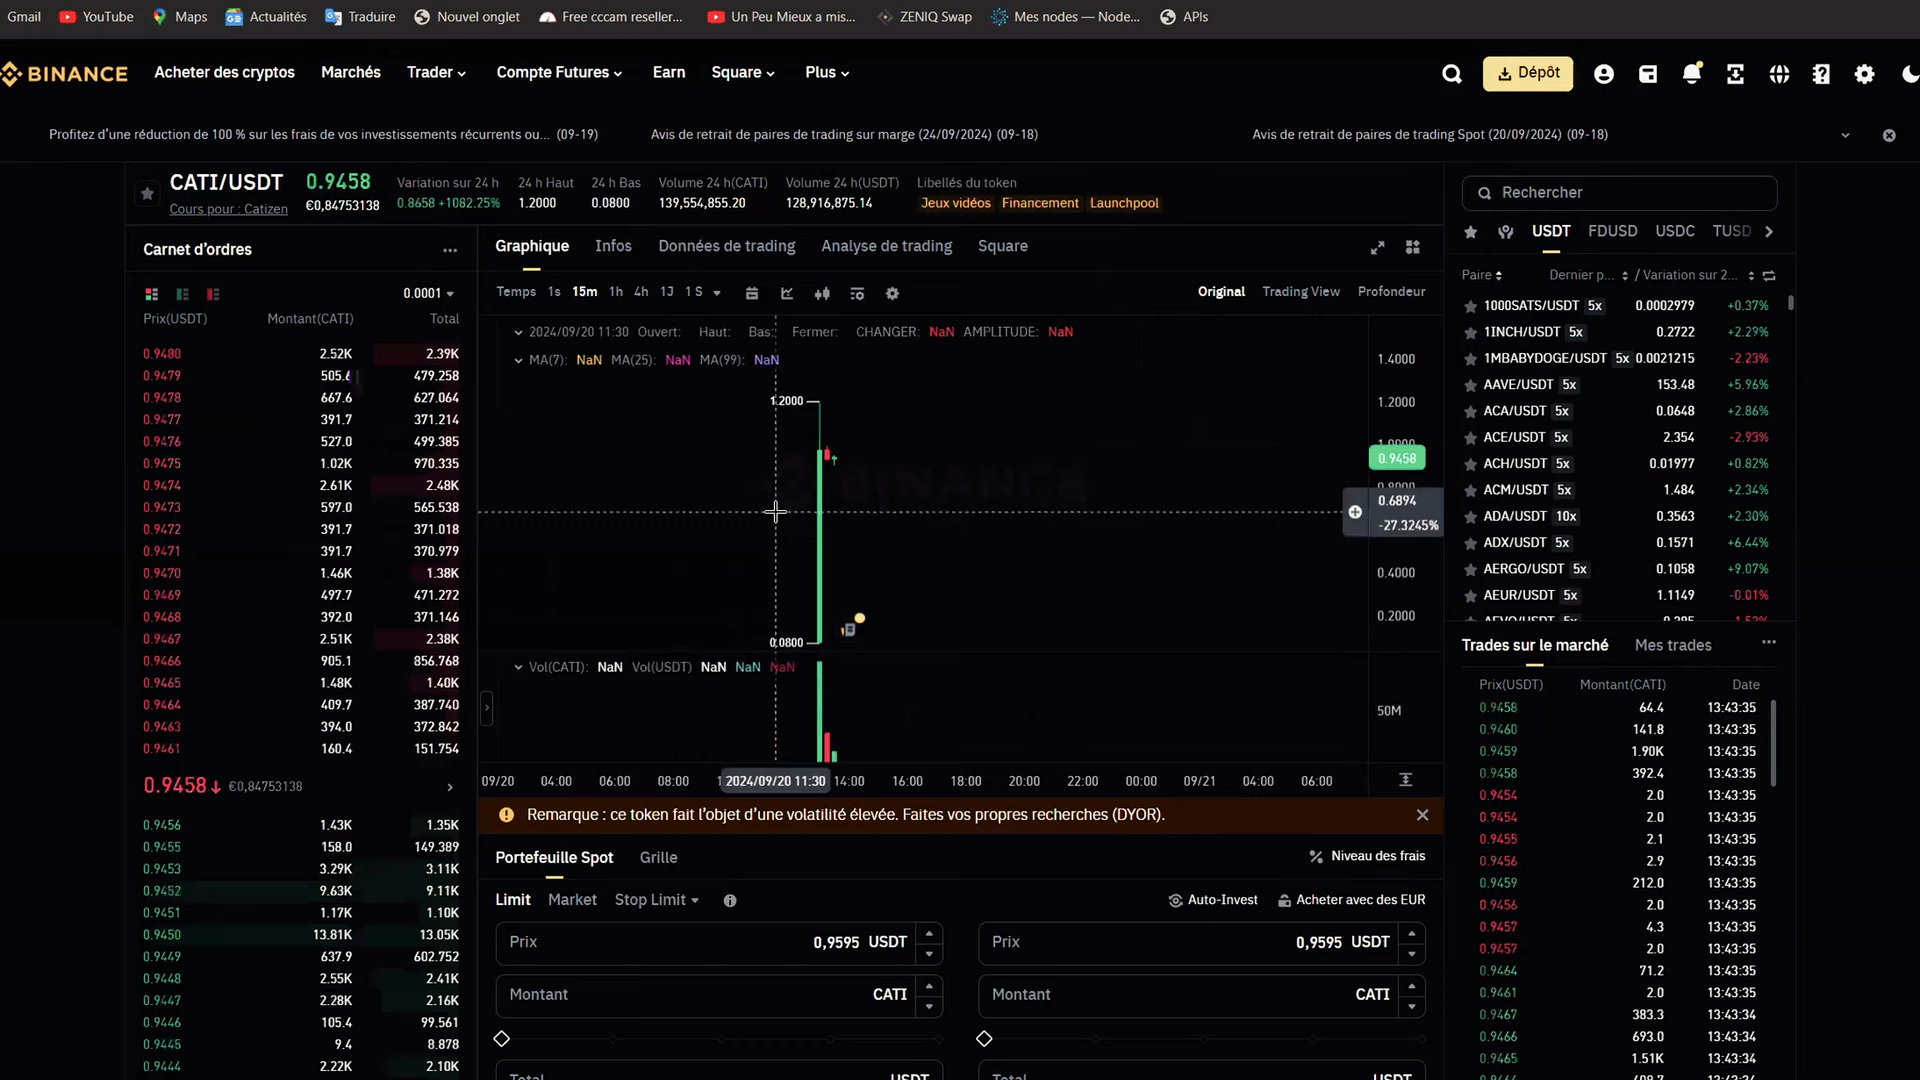 Gmail YouTube Maps Actualités Traduire Nouvel onglet Free cccam reseller... Un Peu Mieux a mis... ZENIQ Swap Mes nodes — Node... APIs
BINANCE Acheter des cryptos Marchés Trader Compte Futures Earn Square Plus Dépôt
Profitez d'une réduction de 100 % sur les frais de vos investissements récurrents ou... (09-19) Avis de retrait de paires de trading sur marge (24/09/2024) (09-18) Avis de retrait de paires de trading Spot (20/09/2024) (09-18)
CATI/USDT 0.9458 Variation sur 24 h 24 h Haut 24 h Bas Volume 24 h(CATI) Volume 24 h(USDT) Libellés du token
Cours pour : Catizen €0,84753138 0.8658 +1082.25% 1.2000 0.0800 139,554,855.20 128,916,875.14 Jeux vidéos Financement Launchpool
Carnet d'ordres
0.0001
Prix(USDT) Montant(CATI) Total
0.9480 2.52K 2.39K
0.9479 505.6 479.258
0.9478 667.6 627.064
0.9477 391.7 371.214
0.9476 527.0 499.385
0.9475 1.02K 970.335
0.9474 2.61K 2.48K
0.9473 597.0 565.538
0.9472 391.7 371.018
0.9471 391.7 370.979
0.9470 1.46K 1.38K
0.9469 497.7 471.272
0.9468 392.0 371.146
0.9467 2.51K 2.38K
0.9466 905.1 856.768
0.9465 1.48K 1.40K
0.9464 409.7 387.740
0.9463 394.0 372.842
0.9461 160.4 151.754
0.9458↓ €0,84753138
0.9456 1.43K 1.35K
0.9455 158.0 149.389
0.9453 3.29K 3.11K
0.9452 9.63K 9.11K
0.9451 1.17K 1.10K
0.9450 13.81K 13.05K
0.9449 637.9 602.752
0.9448 2.55K 2.41K
0.9447 2.28K 2.16K
0.9446 105.4 99.561
0.9445 9.4 8.878
0.9444 2.22K 2.10K
Graphique Infos Données de trading Analyse de trading Square
Temps 1s 15m 1h 4h 1J 1 S Original Trading View Profondeur
2024/09/20 11:30 Ouvert: Haut: Bas: Fermer: CHANGER: NaN AMPLITUDE: NaN
MA(7): NaN MA(25): NaN MA(99): NaN
1.4000
1.2000
1.2000
1.0000
0.9458
BINANCE
0.8000
0.6894
-27.3245%
0.4000
0.2000
0.0800
Vol(CATI): NaN Vol(USDT) NaN NaN NaN
50M
09/20 04:00 06:00 08:00 2024/09/20 11:30 14:00 16:00 18:00 20:00 22:00 00:00 09/21 04:00 06:00
Remarque : ce token fait l'objet d'une volatilité élevée. Faites vos propres recherches (DYOR).
Portefeuille Spot Grille Niveau des frais
Limit Market Stop Limit Auto-Invest Acheter avec des EUR
Prix 0,9595 USDT Prix 0,9595 USDT
Montant CATI Montant CATI
Total USDT Total USDT
Rechercher
USDT FDUSD USDC TUSD
Paire Dernier p... / Variation sur 2...
1000SATS/USDT 5x 0.0002979 +0.37%
1INCH/USDT 5x 0.2722 +2.29%
1MBABYDOGE/USDT 5x 0.0021215 -2.23%
AAVE/USDT 5x 153.48 +5.96%
ACA/USDT 5x 0.0648 +2.86%
ACE/USDT 5x 2.354 -2.93%
ACH/USDT 5x 0.01977 +0.82%
ACM/USDT 5x 1.484 +2.34%
ADA/USDT 10x 0.3563 +2.30%
ADX/USDT 5x 0.1571 +6.44%
AERGO/USDT 5x 0.1058 +9.07%
AEUR/USDT 5x 1.1149 -0.01%
Trades sur le marché Mes trades
Prix(USDT) Montant(CATI) Date
0.9458 64.4 13:43:35
0.9460 141.8 13:43:35
0.9459 1.90K 13:43:35
0.9458 392.4 13:43:35
0.9454 2.0 13:43:35
0.9454 2.0 13:43:35
0.9455 2.1 13:43:35
0.9456 2.9 13:43:35
0.9459 212.0 13:43:35
0.9456 2.0 13:43:35
0.9457 4.3 13:43:35
0.9457 2.0 13:43:35
0.9464 71.2 13:43:35
0.9461 2.0 13:43:35
0.9467 383.3 13:43:34
0.9466 693.0 13:43:34
0.9465 1.51K 13:43:34